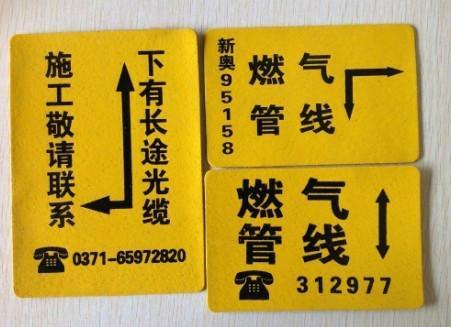 下有长途光缆
施工敬请联系
0371-65972820
新奥95158
燃气
管线
燃气
管线
312977